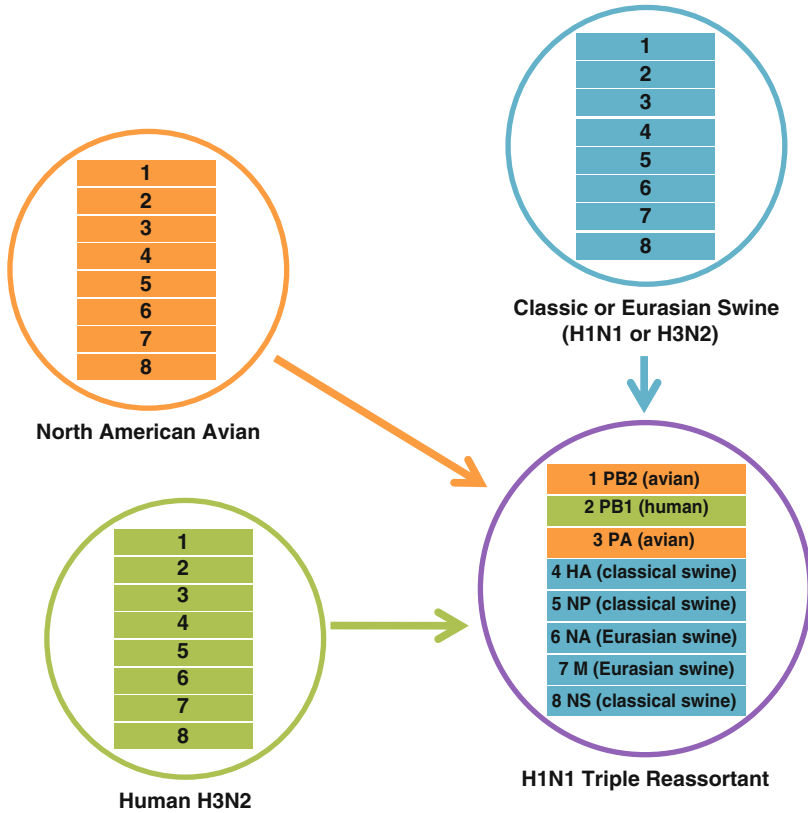 1
2
3
4
5
6
7
8
North American Avian
1
2
3
4
5
6
7
8
Classic or Eurasian Swine
(H1N1 or H3N2)
1
2
3
4
5
6
7
8
Human H3N2
1 PB2 (avian)
2 PB1 (human)
3 PA (avian)
4 HA (classical swine)
5 NP (classical swine)
6 NA (Eurasian swine)
7 M (Eurasian swine)
8 NS (classical swine)
H1N1 Triple Reassortant